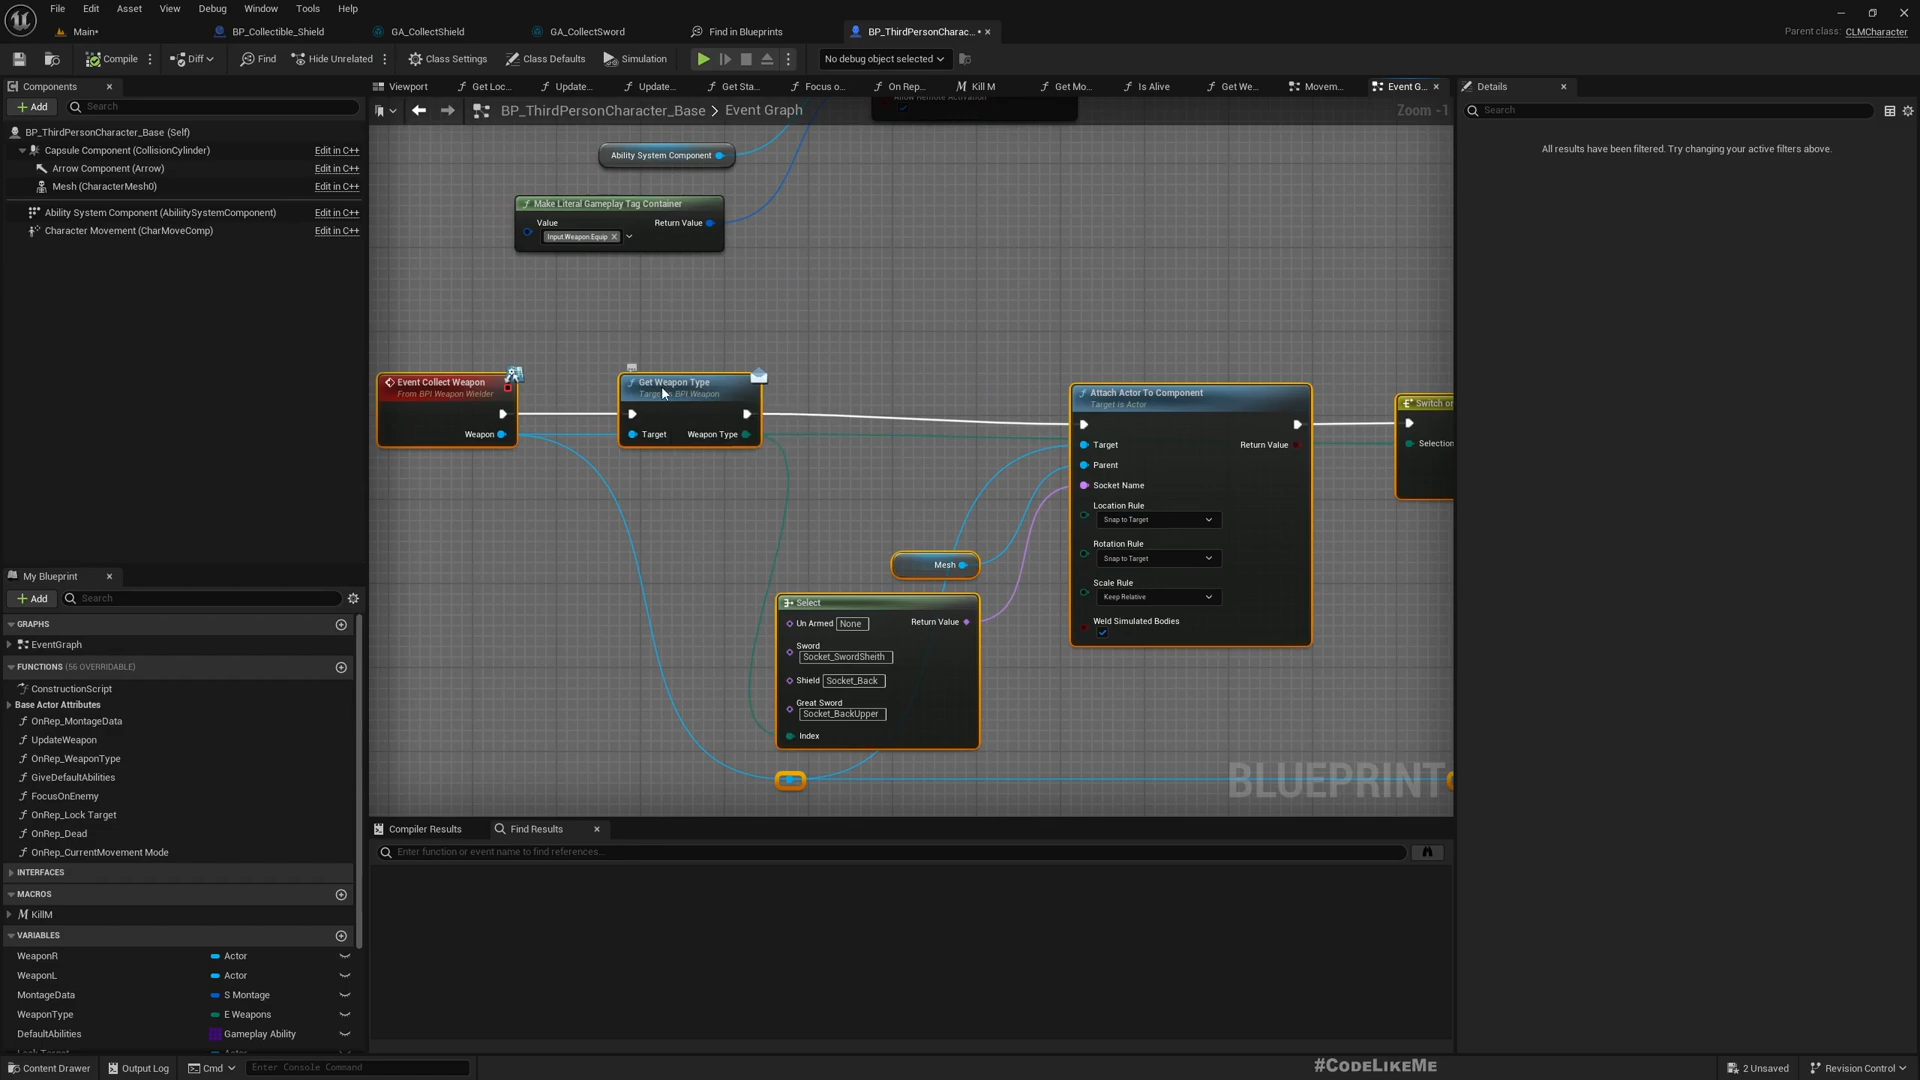 File Edit Asset View Debug Window Tools Help
Main* BP_Collectible_Shield GA_CollectShield GA_CollectSword Find in Blueprints BP_ThirdPersonCharac... •
Parent class: CLMCharacter
Compile Diff Find Hide Unrelated Class Settings Class Defaults Simulation No debug object selected
Components
Add Search
BP_ThirdPersonCharacter_Base (Self)
Capsule Component (CollisionCylinder) Edit in C++
Arrow Component (Arrow) Edit in C++
Mesh (CharacterMesh0) Edit in C++
Ability System Component (AbiliitySystemComponent) Edit in C++
Character Movement (CharMoveComp) Edit in C++
My Blueprint
Add Search
GRAPHS
EventGraph
FUNCTIONS (56 OVERRIDABLE)
ConstructionScript
Base Actor Attributes
OnRep_MontageData
UpdateWeapon
OnRep_WeaponType
GiveDefaultAbilities
FocusOnEnemy
OnRep_Lock Target
OnRep_Dead
OnRep_CurrentMovement Mode
INTERFACES
MACROS
KillM
VARIABLES
WeaponR Actor
WeaponL Actor
MontageData S Montage
WeaponType E Weapons
DefaultAbilities Gameplay Ability
Lock Target Actor
Viewport Get Loc... Update... Update... Get Sta... Focus o... On Rep... Kill M Get Mo... Is Alive Get We... Movem... Event G...
BP_ThirdPersonCharacter_Base > Event Graph
Zoom -1
Allow Remote Activation
Ability System Component
Make Literal Gameplay Tag Container
Value Return Value
Input.Weapon.Equip
Event Collect Weapon
From BPI Weapon Wielder
Weapon
Get Weapon Type
Target is BPI Weapon
Target Weapon Type
Attach Actor To Component
Target is Actor
Target Return Value
Parent
Socket Name
Location Rule
Snap to Target
Rotation Rule
Snap to Target
Scale Rule
Keep Relative
Weld Simulated Bodies
Switch on
Selection
Mesh
Select
Un Armed None Return Value
Sword
Socket_SwordSheith
Shield Socket_Back
Great Sword
Socket_BackUpper
Index
BLUEPRINT
Compiler Results Find Results
Enter function or event name to find references...
Details
Search
All results have been filtered. Try changing your active filters above.
Content Drawer Output Log Cmd Enter Console Command
#CODELIKEME
2 Unsaved Revision Control